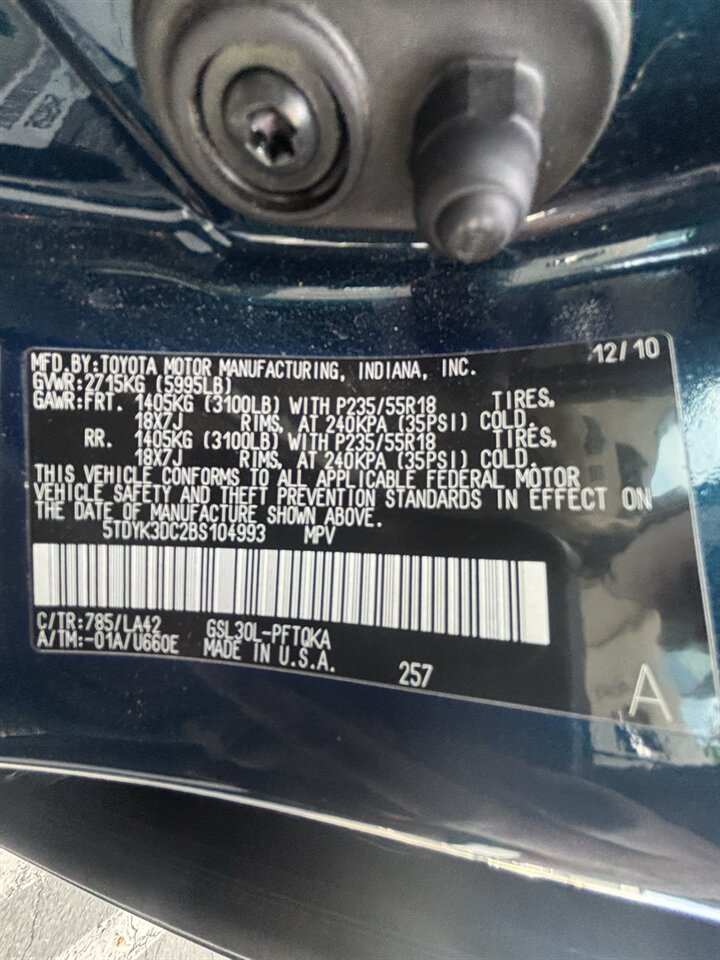 MFD.BY:TOYOTA MOTOR MANUFACTURING, INDIANA, INC. 12/10
GVWR:2715KG (5995LB)
GAWR:FRT. 1405KG (3100LB) WITH P235/55R18 TIRES,
18X7J RIMS, AT 240KPA (35PSI) COLD.
RR. 1405KG (3100LB) WITH P235/55R18 TIRES,
18X7J RIMS, AT 240KPA (35PSI) COLD.
THIS VEHICLE CONFORMS TO ALL APPLICABLE FEDERAL MOTOR
VEHICLE SAFETY AND THEFT PREVENTION STANDARDS IN EFFECT ON
THE DATE OF MANUFACTURE SHOWN ABOVE.
5TDYK3DC2BS104993 MPV
C/TR:785/LA42 GSL30L-PFTQKA
A/TM:-01A/U660E MADE IN U.S.A. 257
A